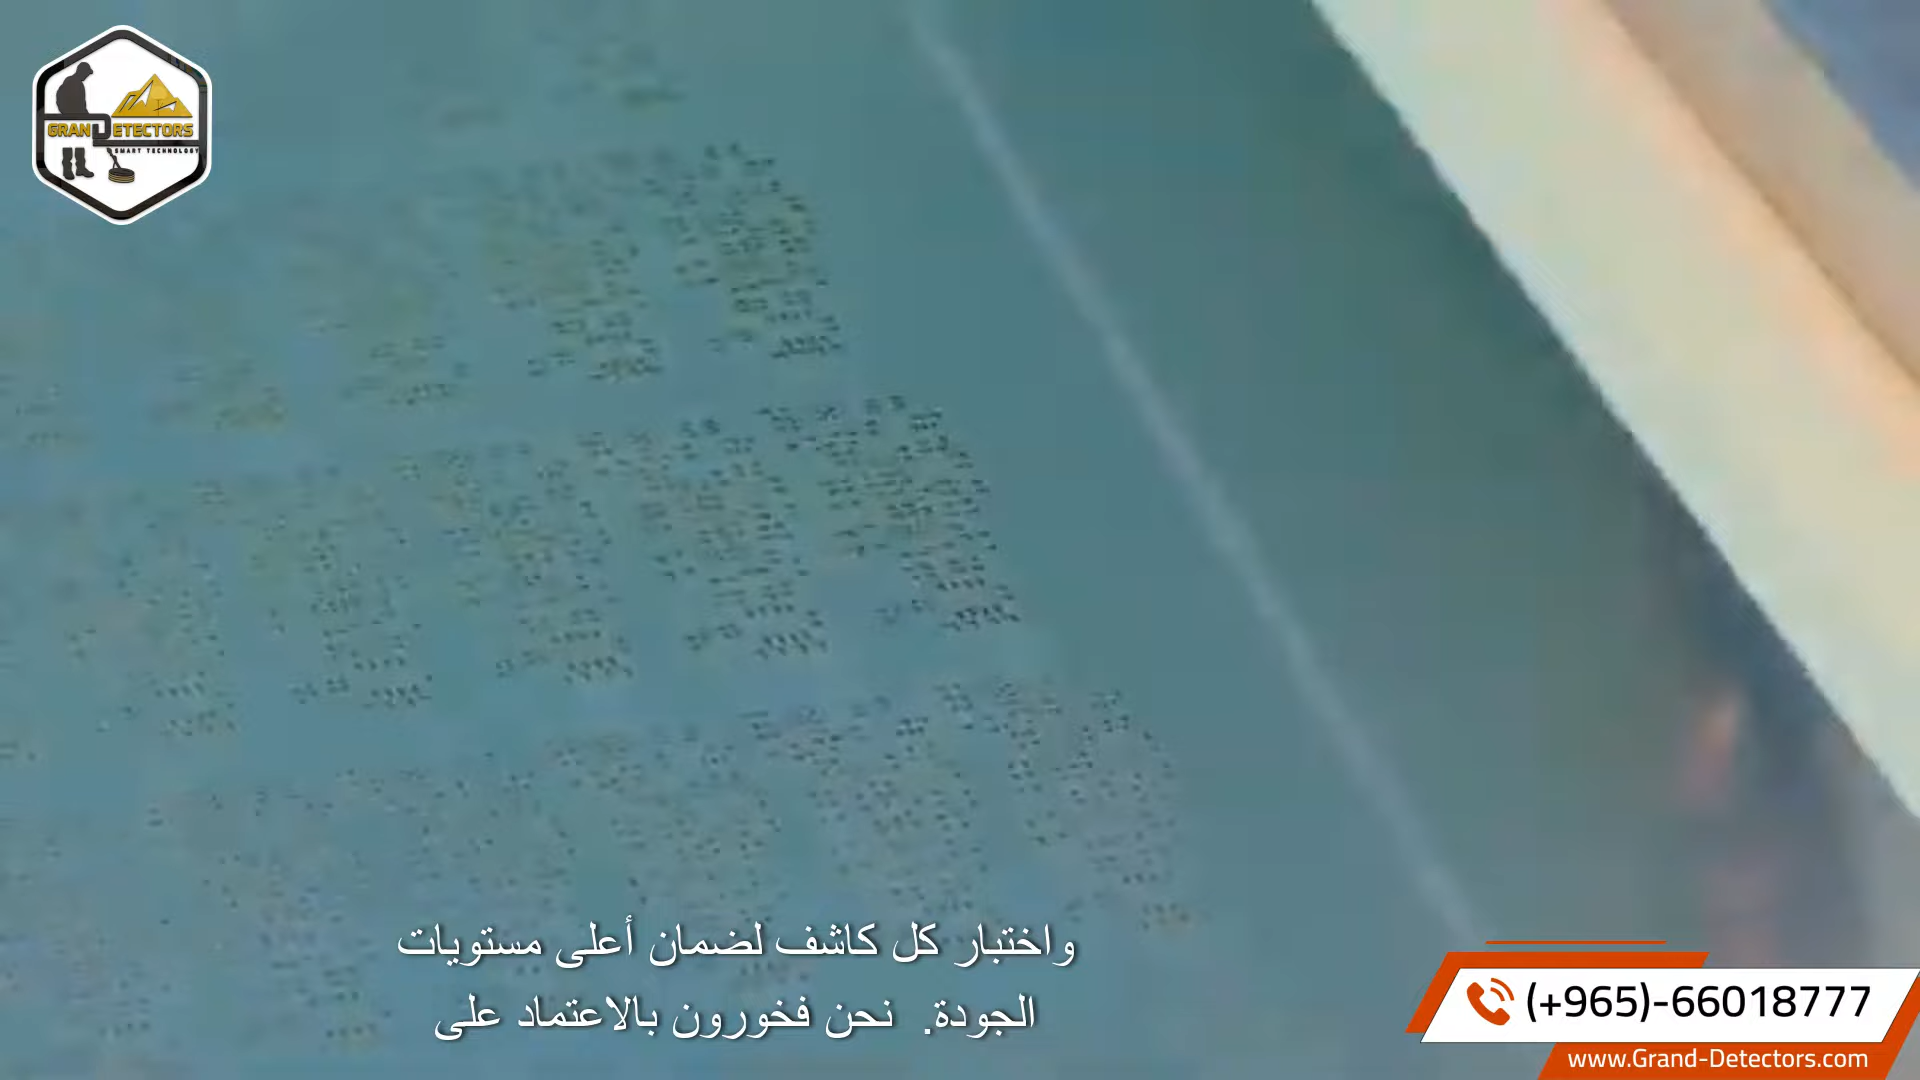 GRAND DETECTORS
SMART TECHNOLOGY
واختبار كل كاشف لضمان أعلى مستويات
الجودة. نحن فخورون بالاعتماد على
(+965)-66018777
www.Grand-Detectors.com